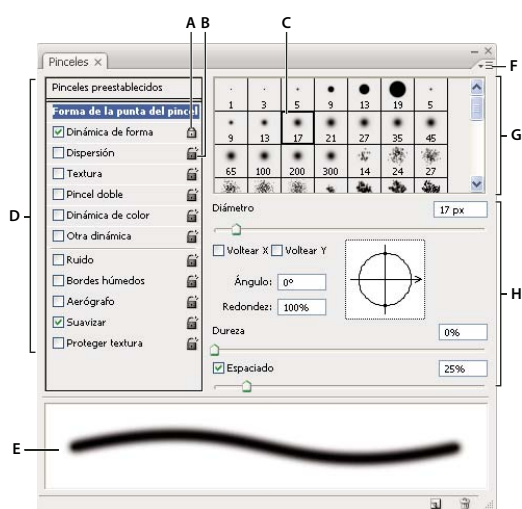 A B C
Pinceles ×
F
Pinceles preestablecidos
Forma de la punta del pincel
Dinámica de forma
Dispersión
Textura
Pincel doble
Dinámica de color
Otra dinámica
Ruido
Bordes húmedos
Aerógrafo
Suavizar
Proteger textura
D
1 3 5 9 13 19 5
9 13 17 21 27 35 45
65 100 200 300 14 24 27
G
Diámetro 17 px
Voltear X Voltear Y
Ángulo: 0°
Redondez: 100%
H
Dureza 0%
Espaciado 25%
E